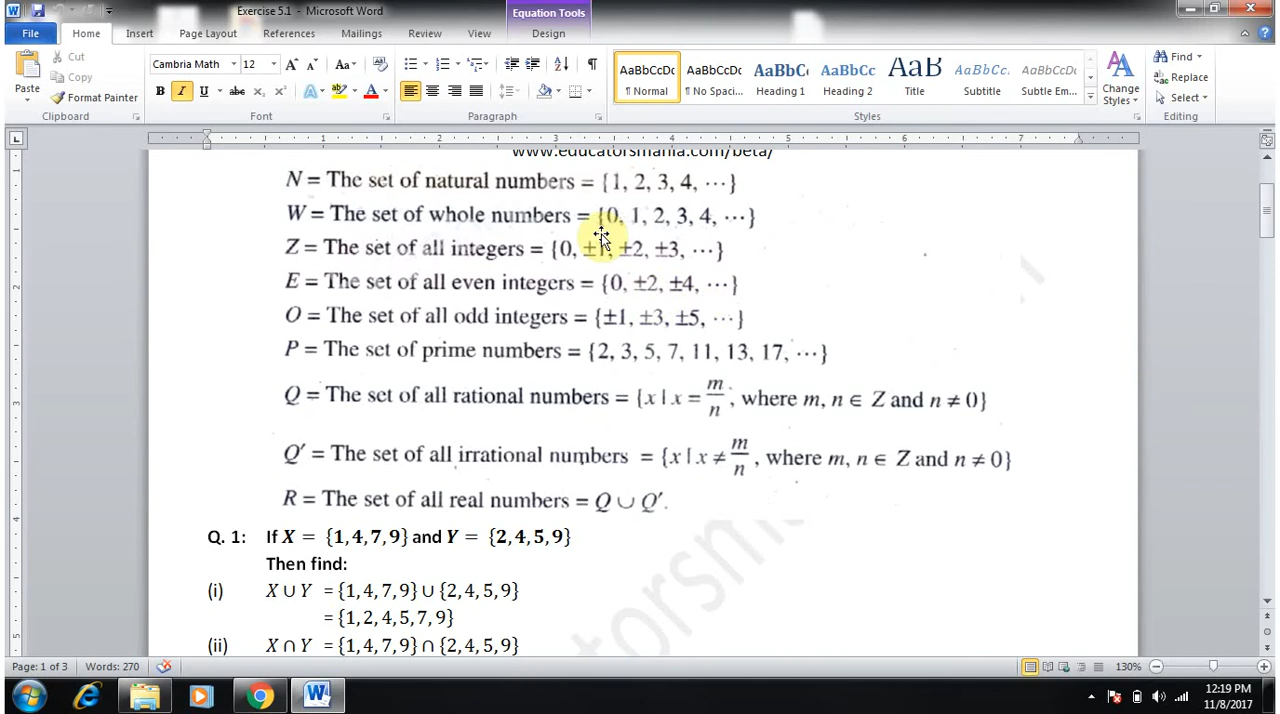 Exercise 5.1 - Microsoft Word
Equation Tools
File Home Insert Page Layout References Mailings Review View Design
Cut
Copy
Format Painter
Paste
Clipboard
Cambria Math 12
Font
Paragraph
AaBbCcDc AaBbCcDc AaBbC AaBbCc AaB AaBbCcL AaBbCcDc
¶ Normal ¶ No Spaci... Heading 1 Heading 2 Title Subtitle Subtle Em...
Styles
Change
Styles
Find
Replace
Select
Editing
www.educatorsmania.com/beta/
N = The set of natural numbers = {1, 2, 3, 4, ⋯}
W = The set of whole numbers = {0, 1, 2, 3, 4, ⋯}
Z = The set of all integers = {0, ±1, ±2, ±3, ⋯}
E = The set of all even integers = {0, ±2, ±4, ⋯}
O = The set of all odd integers = {±1, ±3, ±5, ⋯}
P = The set of prime numbers = {2, 3, 5, 7, 11, 13, 17, ⋯}
Q = The set of all rational numbers = {x | x = m/n, where m, n ∈ Z and n ≠ 0}
Q′ = The set of all irrational numbers = {x | x ≠ m/n, where m, n ∈ Z and n ≠ 0}
R = The set of all real numbers = Q ∪ Q′.
Q. 1: If X = {1,4,7,9} and Y = {2,4,5,9}
Then find:
(i) X ∪ Y = {1,4,7,9} ∪ {2,4,5,9}
= {1,2,4,5,7,9}
(ii) X ∩ Y = {1,4,7,9} ∩ {2,4,5,9}
Page: 1 of 3 Words: 270 130%
12:19 PM
11/8/2017